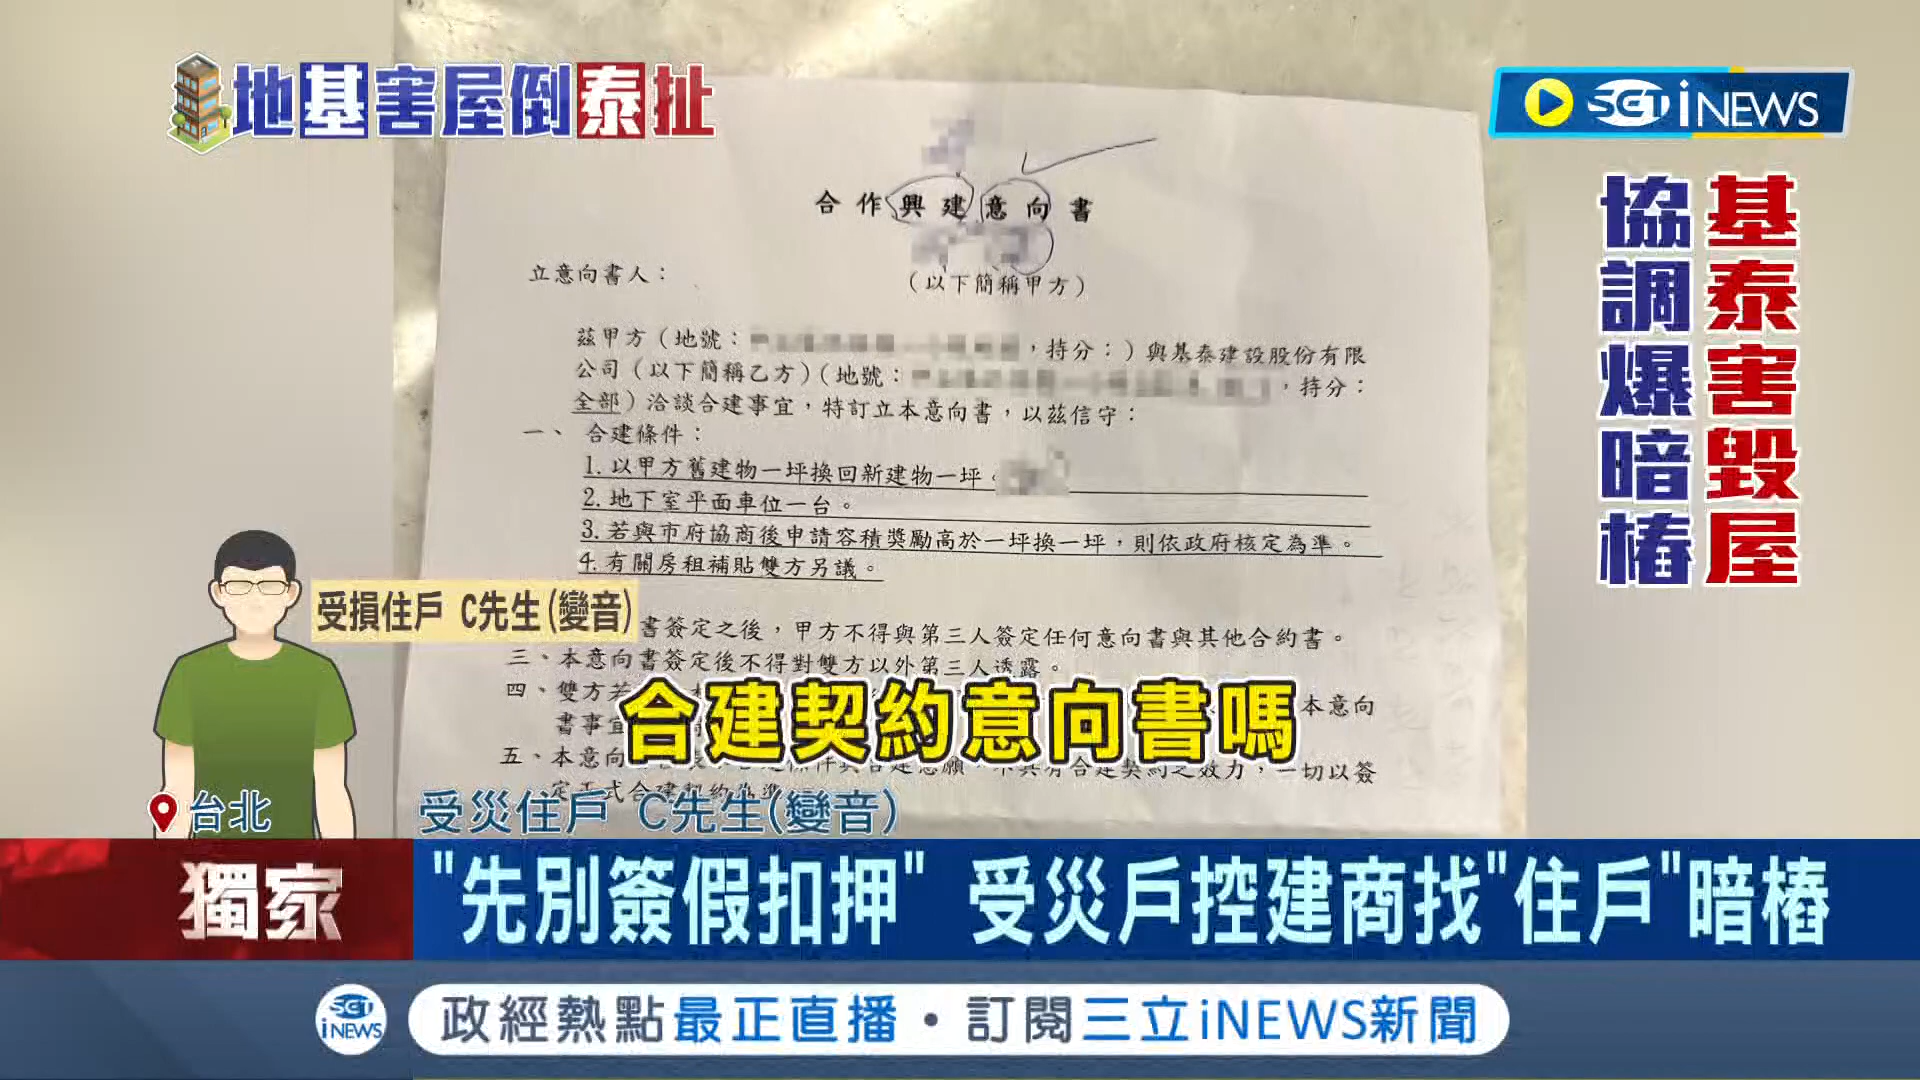 地基害屋倒泰扯
SETiNEWS
基泰害毀屋
協調爆暗樁
合作興建意向書
立意向書人：
（以下簡稱甲方）
茲甲方（地號：
，持分：）與基泰建設股份有限
公司（以下簡稱乙方）（地號：
，持分：
全部）洽談合建事宜，特訂立本意向書，以茲信守：
一、合建條件：
1.以甲方舊建物一坪換回新建物一坪。
2.地下室平面車位一台。
3.若與市府協商後申請容積獎勵高於一坪換一坪，則依政府核定為準。
4.有關房租補貼雙方另議。
書簽定之後，甲方不得與第三人簽定任何意向書與其他合約書。
三、本意向書簽定後不得對雙方以外第三人透露。
四、雙方若
本意向
書事宜
五、本意向
一切以簽
受損住戶 C先生(變音)
合建契約意向書嗎
台北
受災住戶 C先生(變音)
獨家
"先別簽假扣押" 受災戶控建商找"住戶"暗樁
SET iNEWS
政經熱點最正直播・訂閱三立iNEWS新聞